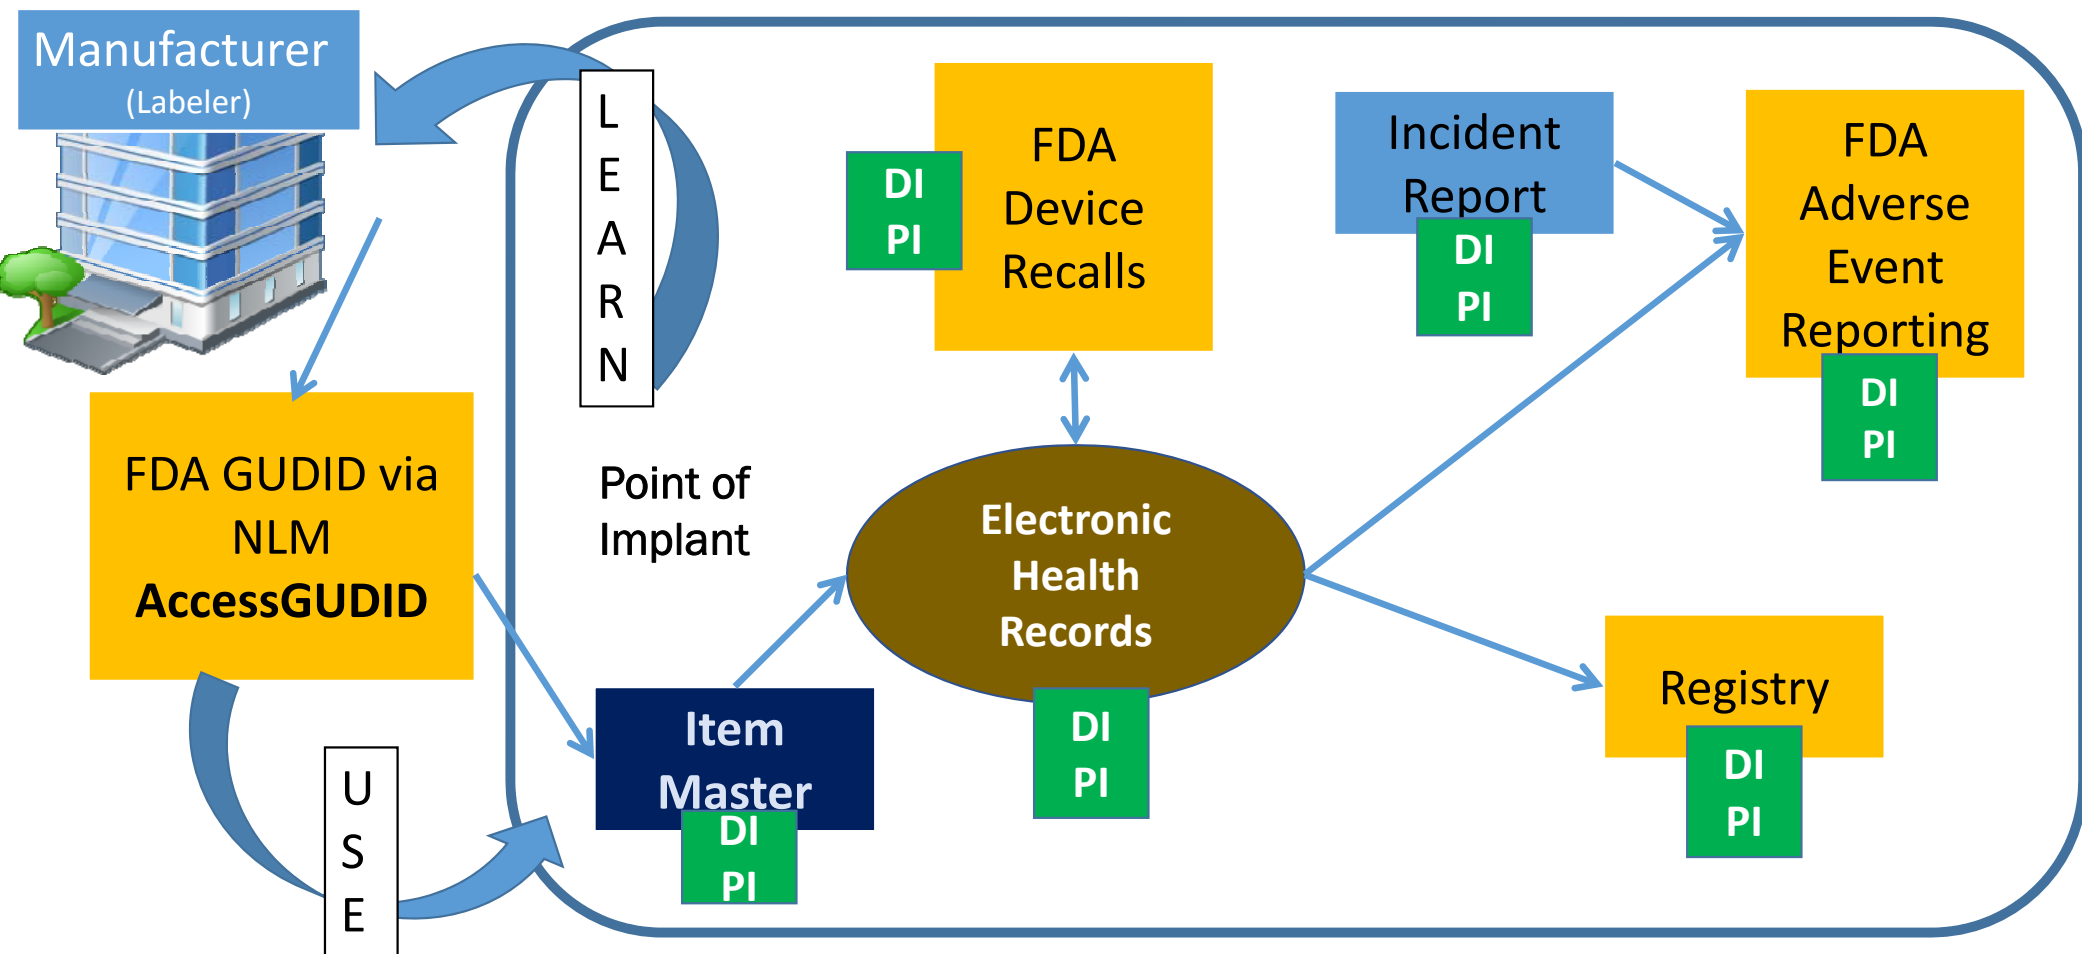 Manufacturer
(Labeler)
L
E
A
R
N
FDA
Device
Recalls
DI
PI
Incident
Report
DI
PI
FDA
Adverse
Event
Reporting
DI
PI
FDA GUDID via
NLM
AccessGUDID
Point of
Implant
Electronic
Health
Records
DI
PI
Item
Master
DI
PI
Registry
DI
PI
U
S
E